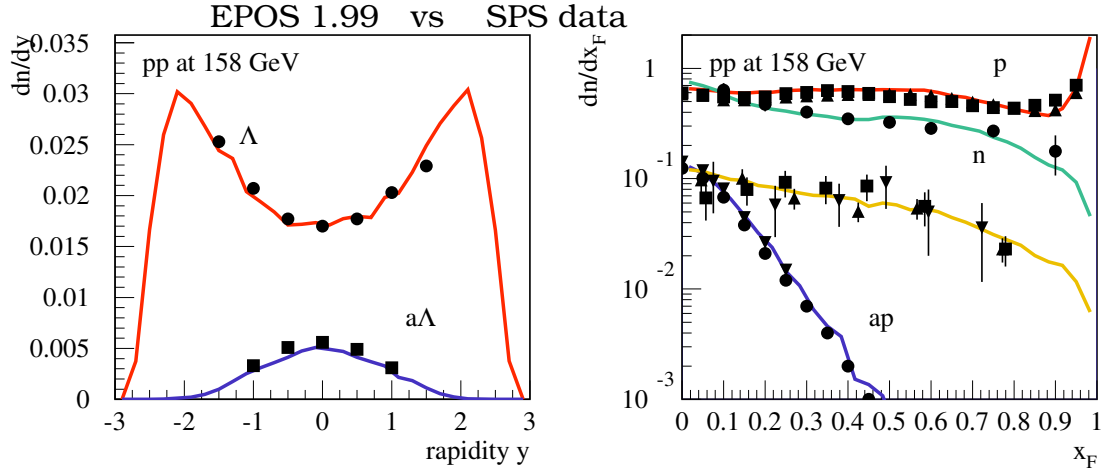 EPOS 1.99 vs SPS data
dn/dy
0.035
0.03
0.025
0.02
0.015
0.01
0.005
0
pp at 158 GeV
Λ
aΛ
-3 -2 -1 0 1 2 3
rapidity y
dn/dx_F
1
10^-1
10^-2
10^-3
pp at 158 GeV
p
n
ap
0 0.1 0.2 0.3 0.4 0.5 0.6 0.7 0.8 0.9 1
x_F